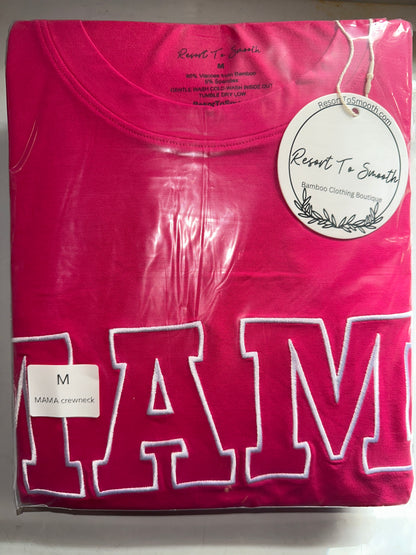 Resort To Smooth
M
95% Viscose from Bamboo
5% Spandex
GENTLE WASH COLD WASH INSIDE OUT
TUMBLE DRY LOW
ResortToSmooth.com
Resort To Smooth
Bamboo Clothing Boutique
MAM
M
MAMA crewneck